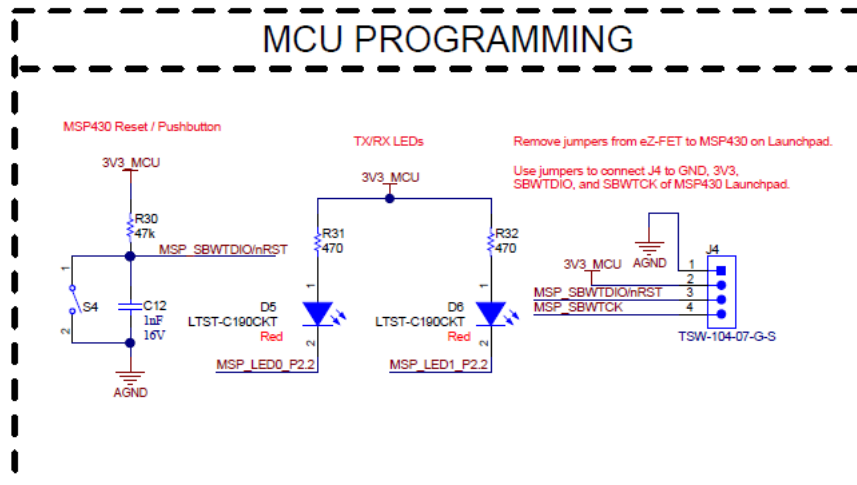 MCU PROGRAMMING
MSP430 Reset / Pushbutton
TX/RX LEDs
Remove jumpers from eZ-FET to MSP430 on Launchpad.
Use jumpers to connect J4 to GND, 3V3,
SBWTDIO, and SBWTCK of MSP430 Launchpad.
3V3_MCU
R30
47k
MSP_SBWTDIO/nRST
1
S4
2
C12
1nF
16V
AGND
3V3_MCU
R31
470
R32
470
1
D5
LTST-C190CKT
Red
2
MSP_LED0_P2.2
1
D6
LTST-C190CKT
Red
2
MSP_LED1_P2.2
AGND
J4
3V3_MCU
1
2
MSP_SBWTDIO/nRST
3
MSP_SBWTCK
4
TSW-104-07-G-S